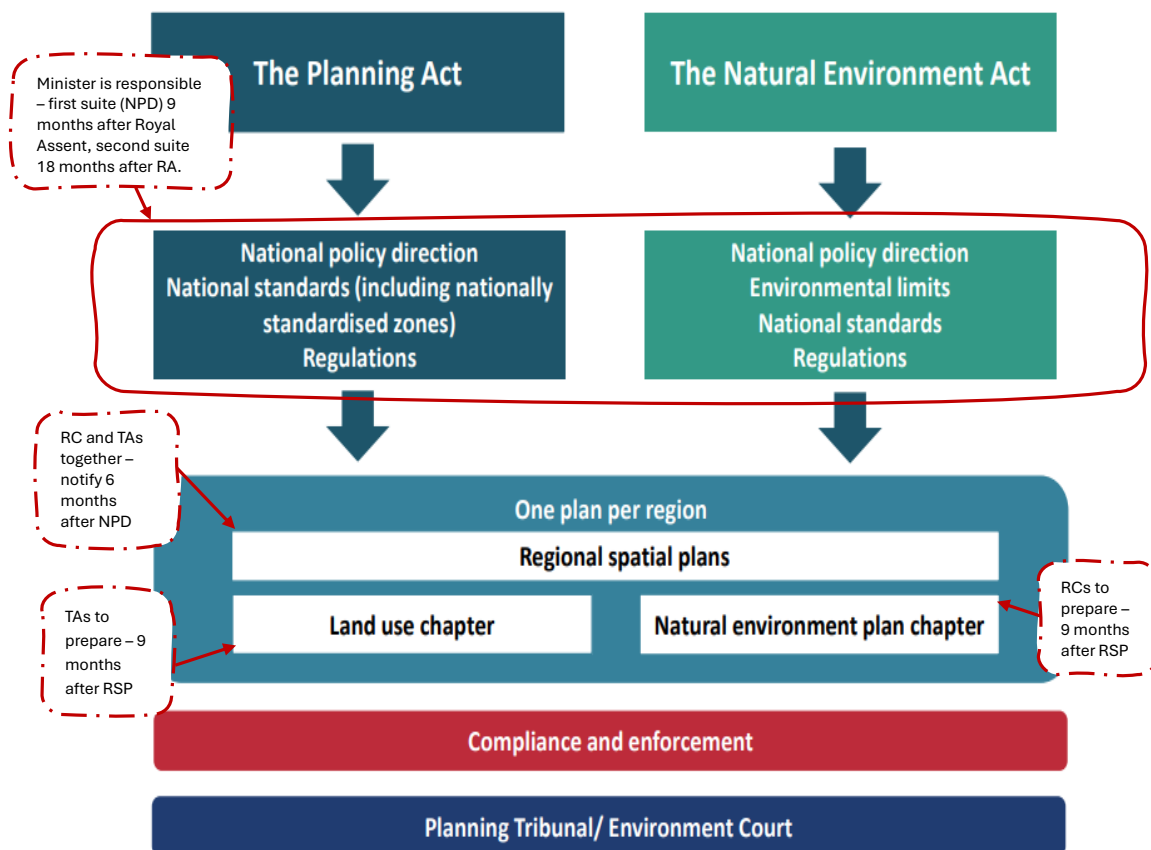 The Planning Act
The Natural Environment Act
Minister is responsible
– first suite (NPD) 9
months after Royal
Assent, second suite
18 months after RA.
National policy direction
National standards (including nationally
standardised zones)
Regulations
National policy direction
Environmental limits
National standards
Regulations
RC and TAs
together –
notify 6
months
after NPD
One plan per region
Regional spatial plans
TAs to
prepare – 9
months
after RSP
Land use chapter
Natural environment plan chapter
RCs to
prepare –
9 months
after RSP
Compliance and enforcement
Planning Tribunal/ Environment Court